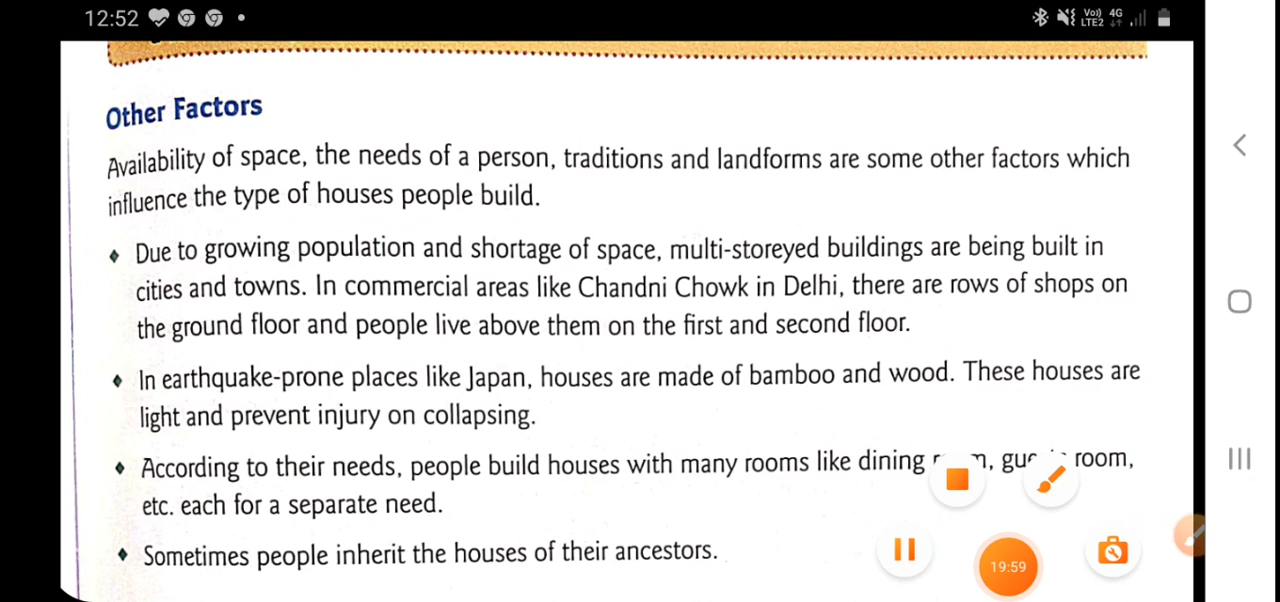 12:52
Vo)) 4G
LTE2
Other Factors
Availability of space, the needs of a person, traditions and landforms are some other factors which
influence the type of houses people build.
Due to growing population and shortage of space, multi-storeyed buildings are being built in
cities and towns. In commercial areas like Chandni Chowk in Delhi, there are rows of shops on
the ground floor and people live above them on the first and second floor.
In earthquake-prone places like Japan, houses are made of bamboo and wood. These houses are
light and prevent injury on collapsing.
According to their needs, people build houses with many rooms like dining room,
room,
etc. each for a separate need.
Sometimes people inherit the houses of their ancestors.
19:59